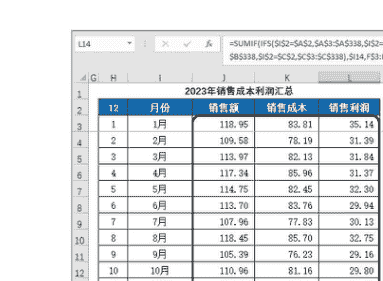 L14
fx
=SUMIF(IFS($I$2=$A$2,$A$3:$A$338,$I$2=
$B$338,$I$2=$C$2,$C$3:$C$338),$I14,F$3:
G H I J K L
1 2023年销售成本利润汇总
2 12 月份 销售额 销售成本 销售利润
3 1 1月 118.95 83.81 35.14
4 2 2月 109.58 78.19 31.39
5 3 3月 113.97 82.13 31.84
6 4 4月 117.34 85.96 31.37
7 5 5月 114.75 82.45 32.30
8 6 6月 113.70 83.76 29.94
9 7 7月 107.96 77.83 30.13
10 8 8月 118.45 85.70 32.75
11 9 9月 105.39 76.23 29.16
12 10 10月 110.96 81.16 29.80